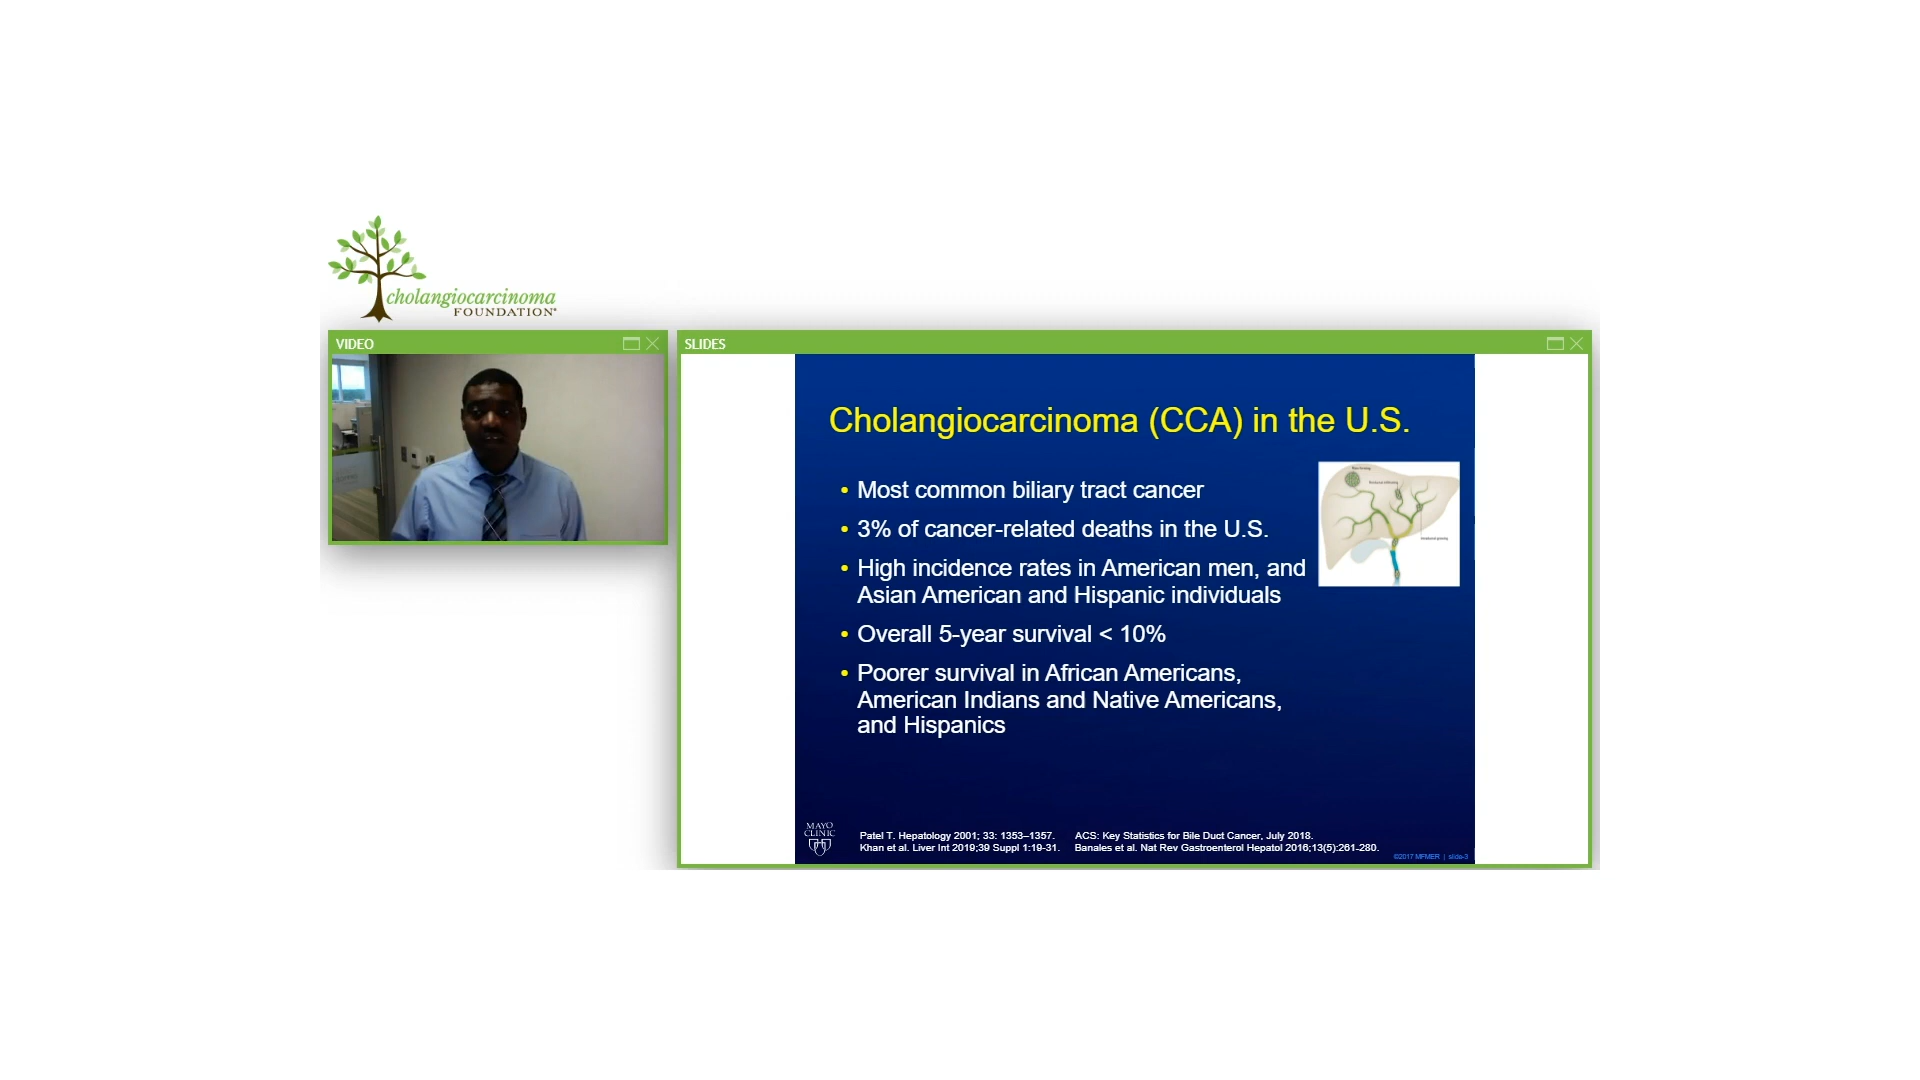 cholangiocarcinoma
FOUNDATION
VIDEO
SLIDES
Cholangiocarcinoma (CCA) in the U.S.
• Most common biliary tract cancer
• 3% of cancer-related deaths in the U.S.
• High incidence rates in American men, and
Asian American and Hispanic individuals
• Overall 5-year survival < 10%
• Poorer survival in African Americans,
American Indians and Native Americans,
and Hispanics
MAYO
CLINIC
Patel T. Hepatology 2001; 33: 1353–1357. ACS: Key Statistics for Bile Duct Cancer, July 2018.
Khan et al. Liver Int 2019;39 Suppl 1:19-31. Banales et al. Nat Rev Gastroenterol Hepatol 2016;13(5):261-280.
©2017 MFMER | slide-3